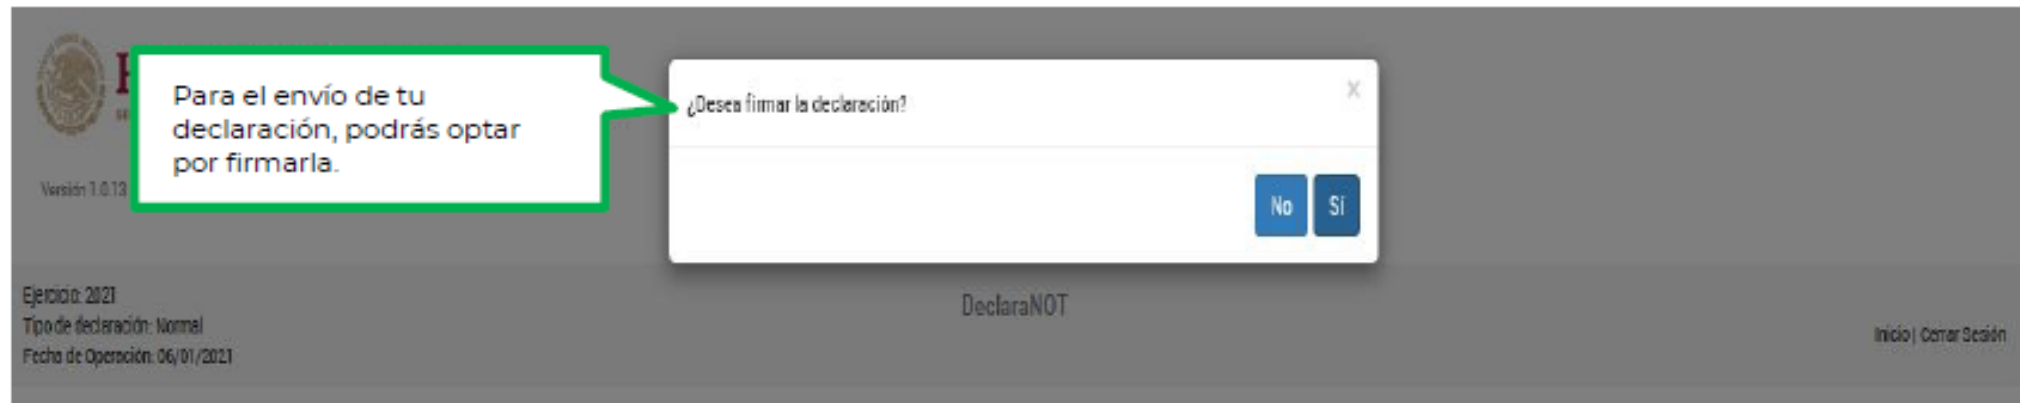 Para el envío de tu
declaración, podrás optar
por firmarla.
¿Desea firmar la declaración?
X
No Sí
Versión 1.0.13
Ejercicio: 2021
Tipo de declaración: Normal
Fecha de Operación: 06/01/2021
DeclaraNOT
Inicio | Cerrar Sesión